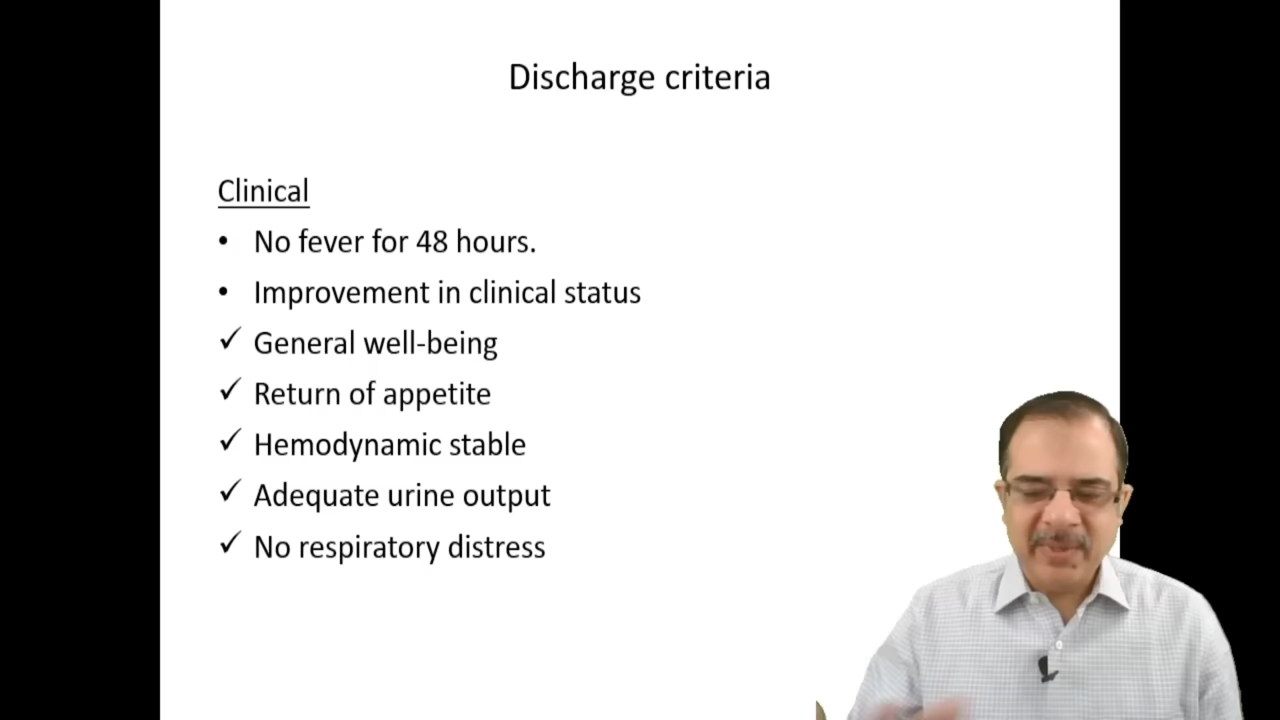 Discharge criteria
Clinical
• No fever for 48 hours.
• Improvement in clinical status
✓ General well-being
✓ Return of appetite
✓ Hemodynamic stable
✓ Adequate urine output
✓ No respiratory distress